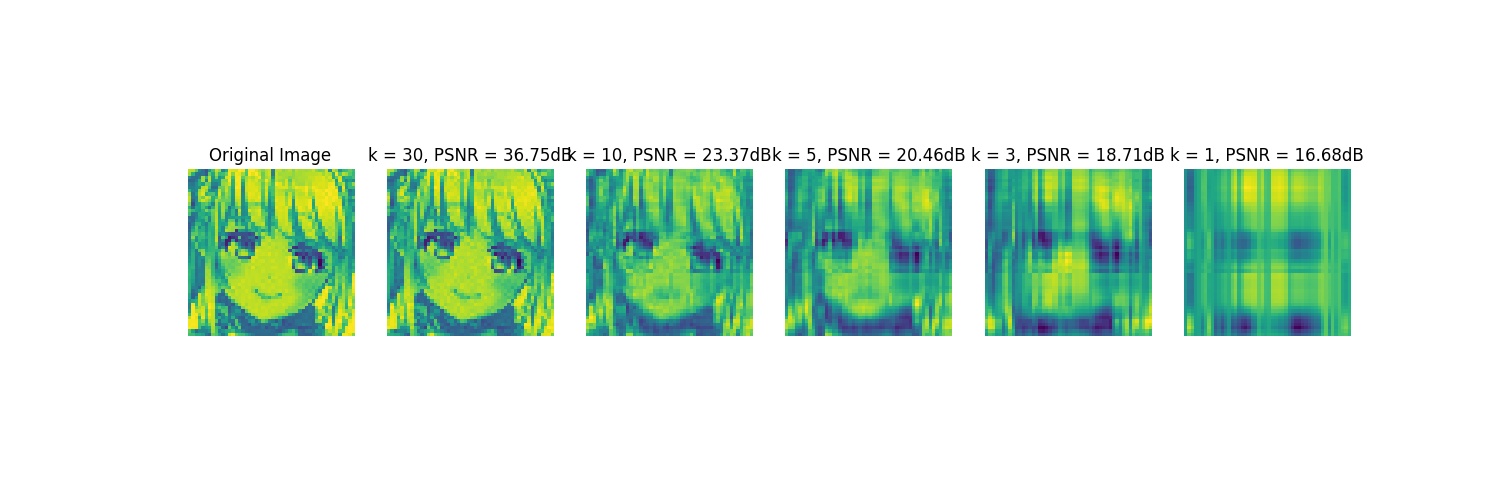 Original Image
k = 30, PSNR = 36.75dB
k = 10, PSNR = 23.37dB
k = 5, PSNR = 20.46dB
k = 3, PSNR = 18.71dB
k = 1, PSNR = 16.68dB